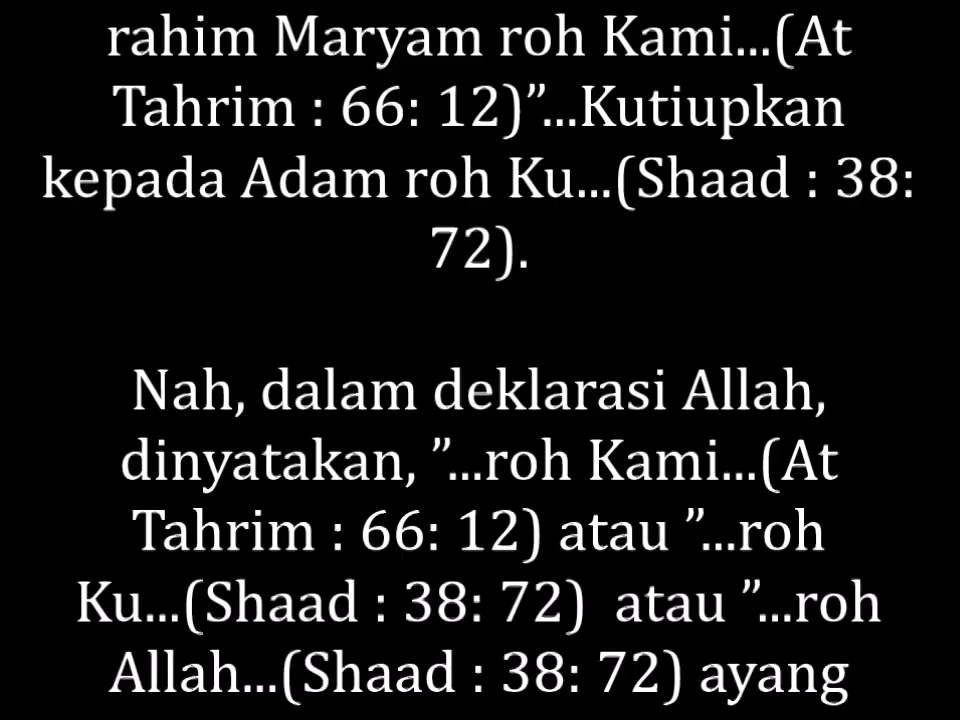 rahim Maryam roh Kami...(At
Tahrim : 66: 12)”...Kutiupkan
kepada Adam roh Ku...(Shaad : 38:
72).
Nah, dalam deklarasi Allah,
dinyatakan, ”...roh Kami...(At
Tahrim : 66: 12) atau ”...roh
Ku...(Shaad : 38: 72)  atau ”...roh
Allah...(Shaad : 38: 72) ayang